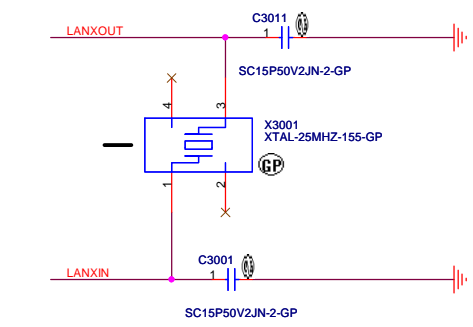 C3011
LANXOUT
1
SC15P50V2JN-2-GP
4
3
X3001
XTAL-25MHZ-155-GP
GP
1
2
C3001
LANXIN
1
SC15P50V2JN-2-GP